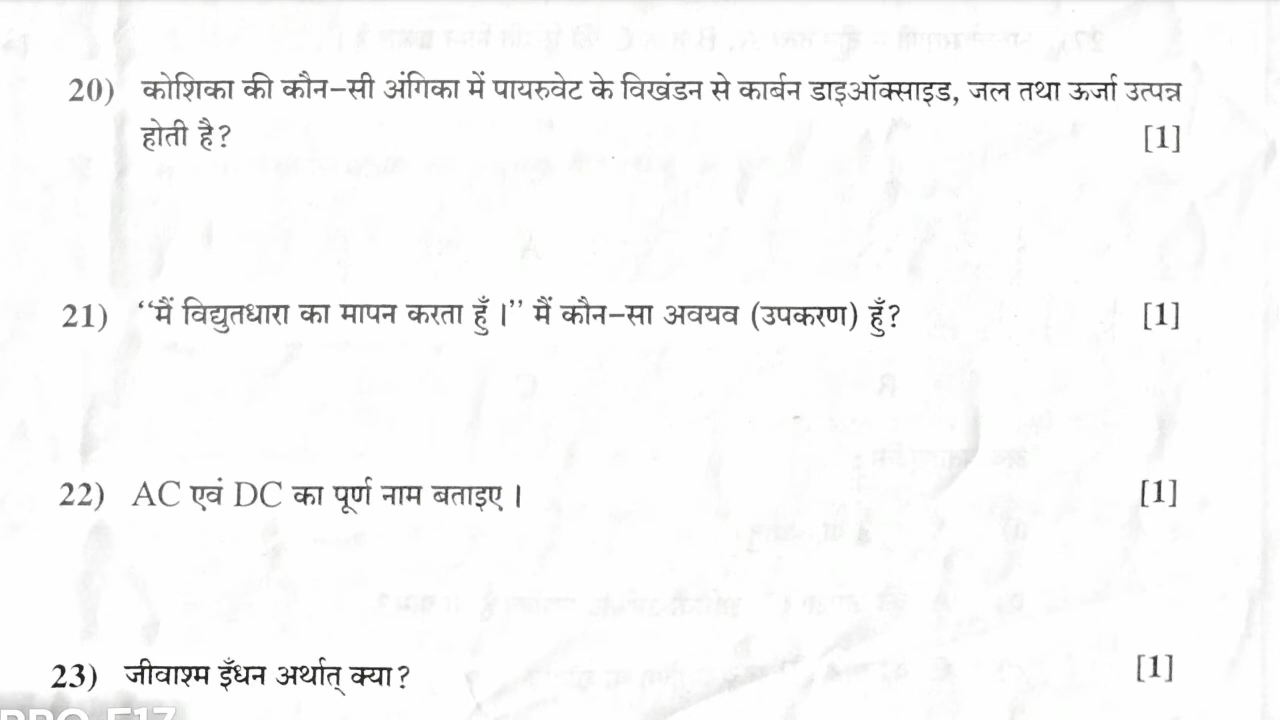 20) कोशिका की कौन-सी अंगिका में पायरुवेट के विखंडन से कार्बन डाइऑक्साइड, जल तथा ऊर्जा उत्पन्न
होती है? [1]
21) “मैं विद्युतधारा का मापन करता हूँ।” मैं कौन-सा अवयव (उपकरण) हूँ? [1]
22) AC एवं DC का पूर्ण नाम बताइए। [1]
23) जीवाश्म ईंधन अर्थात् क्या? [1]